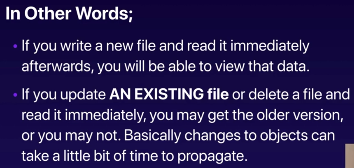 In Other Words;
• If you write a new file and read it immediately
afterwards, you will be able to view that data.
• If you update AN EXISTING file or delete a file and
read it immediately, you may get the older version,
or you may not. Basically changes to objects can
take a little bit of time to propagate.